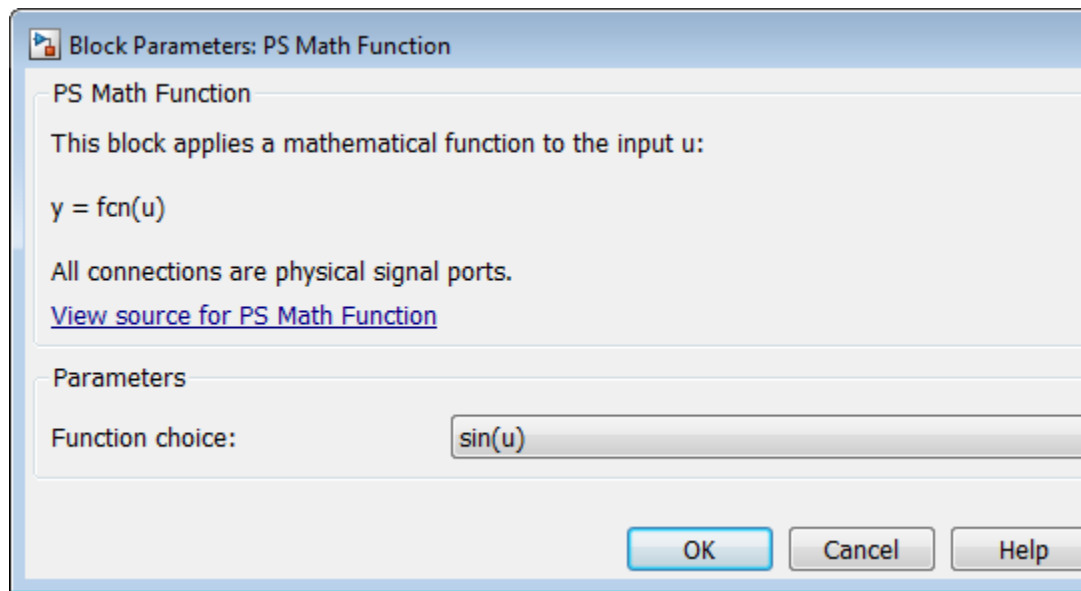 Block Parameters: PS Math Function
PS Math Function
This block applies a mathematical function to the input u:
y = fcn(u)
All connections are physical signal ports.
View source for PS Math Function
Parameters
Function choice: sin(u)
OK Cancel Help